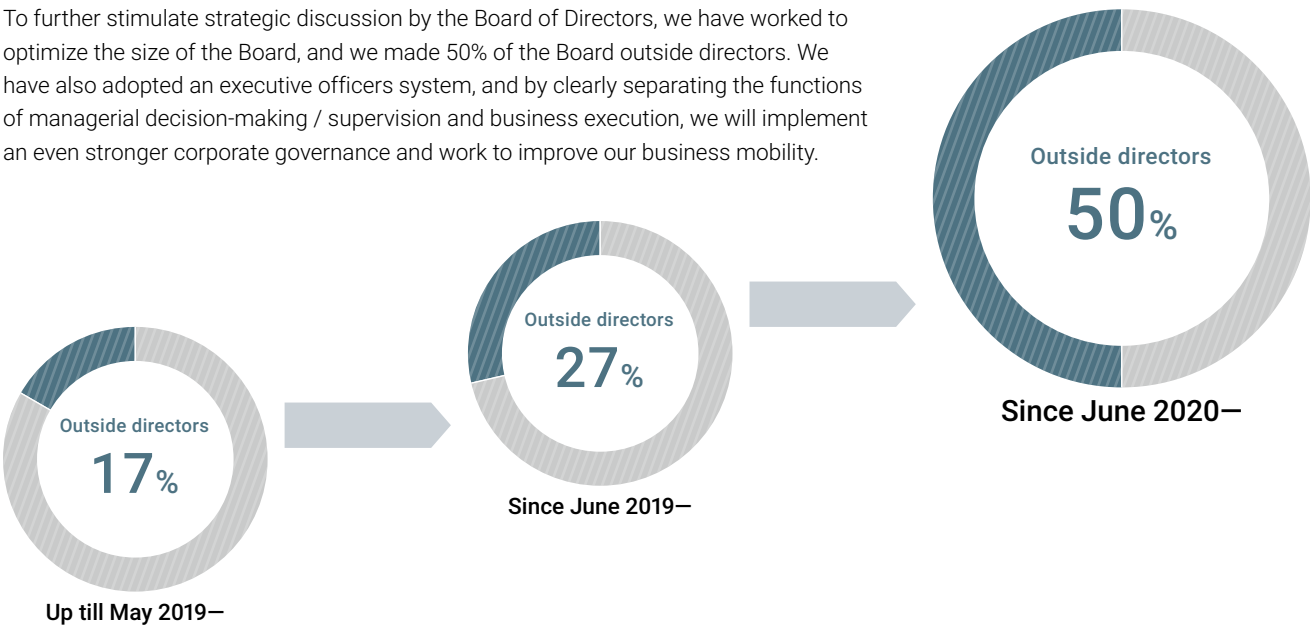 To further stimulate strategic discussion by the Board of Directors, we have worked to
optimize the size of the Board, and we made 50% of the Board outside directors. We
have also adopted an executive officers system, and by clearly separating the functions
of managerial decision-making / supervision and business execution, we will implement
an even stronger corporate governance and work to improve our business mobility.
Outside directors
17%
Up till May 2019—
Outside directors
27%
Since June 2019—
Outside directors
50%
Since June 2020—